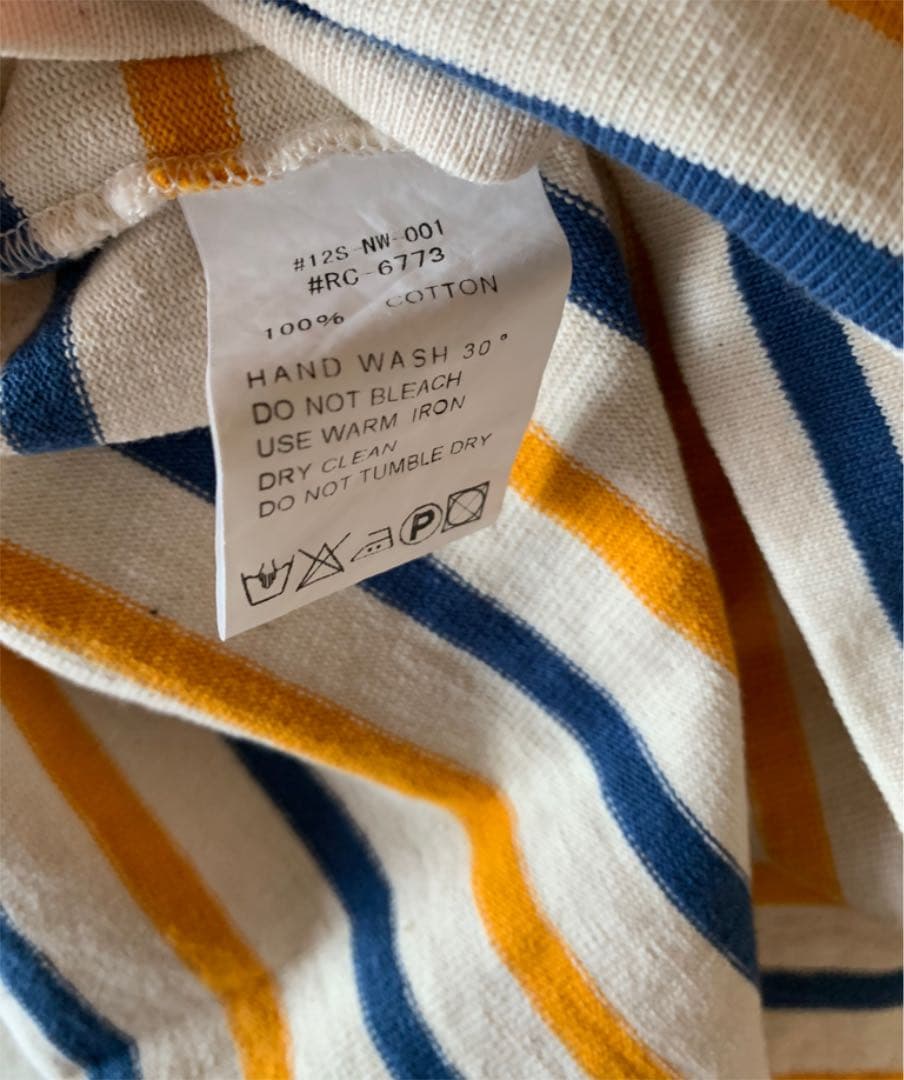 #12S-NW-001
#RC-6773
100% COTTON
HAND WASH 30°
DO NOT BLEACH
USE WARM IRON
DRY CLEAN
DO NOT TUMBLE DRY
P